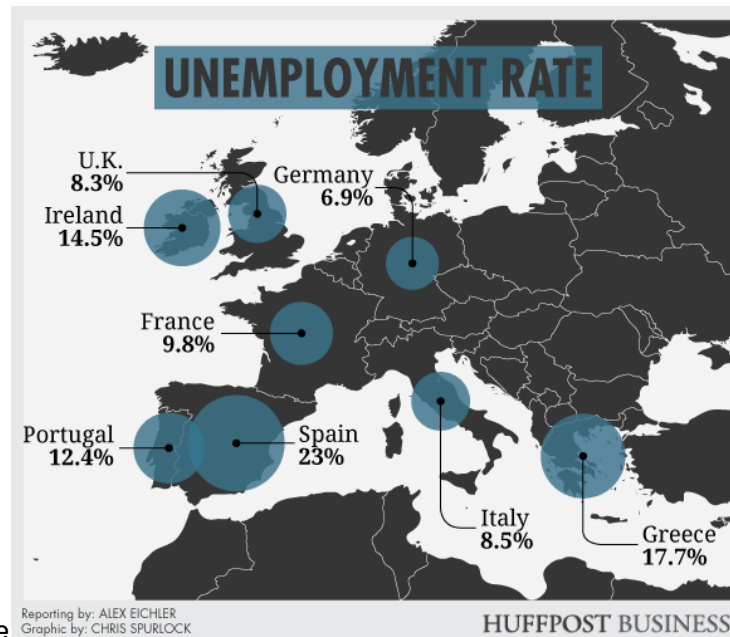 UNEMPLOYMENT RATE
U.K.
8.3%
Germany
6.9%
Ireland
14.5%
France
9.8%
Portugal
12.4%
Spain
23%
Italy
8.5%
Greece
17.7%
e
Reporting by: ALEX EICHLER
Graphic by: CHRIS SPURLOCK
HUFFPOST BUSINESS